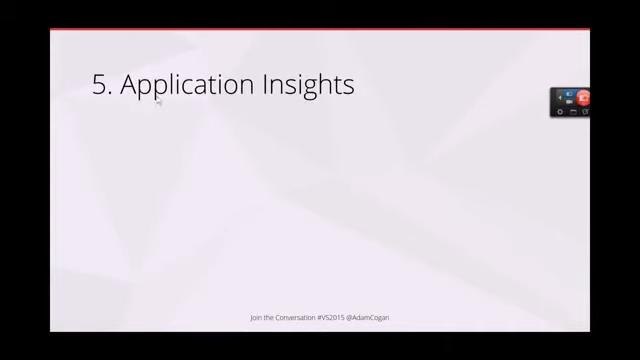 5. Application Insights
Join the Conversation #VS2015 @AdamCogan